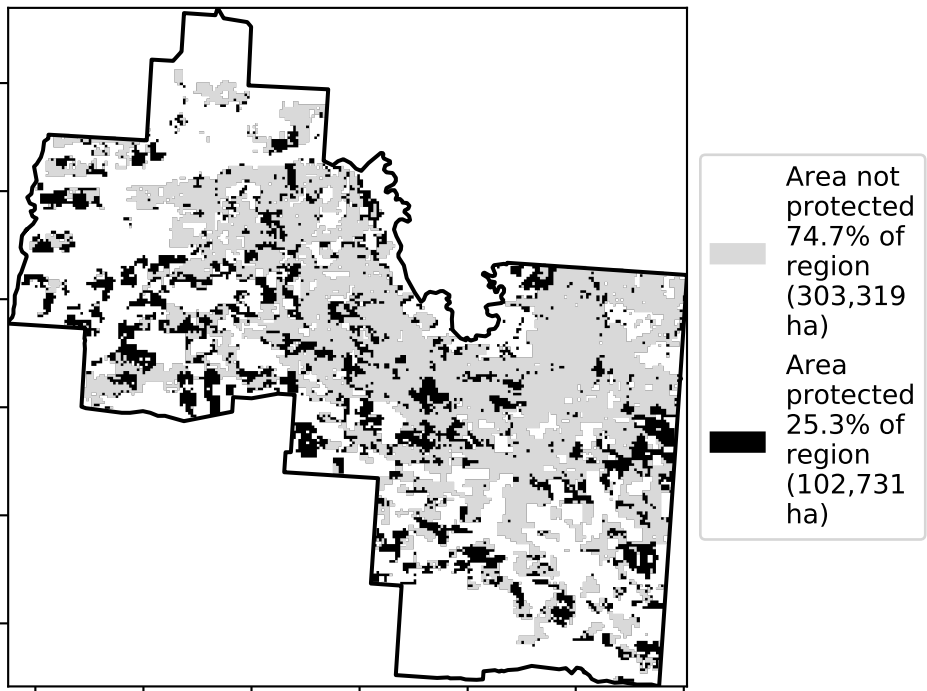 Area not
protected
74.7% of
region
(303,319
ha)
Area
protected
25.3% of
region
(102,731
ha)